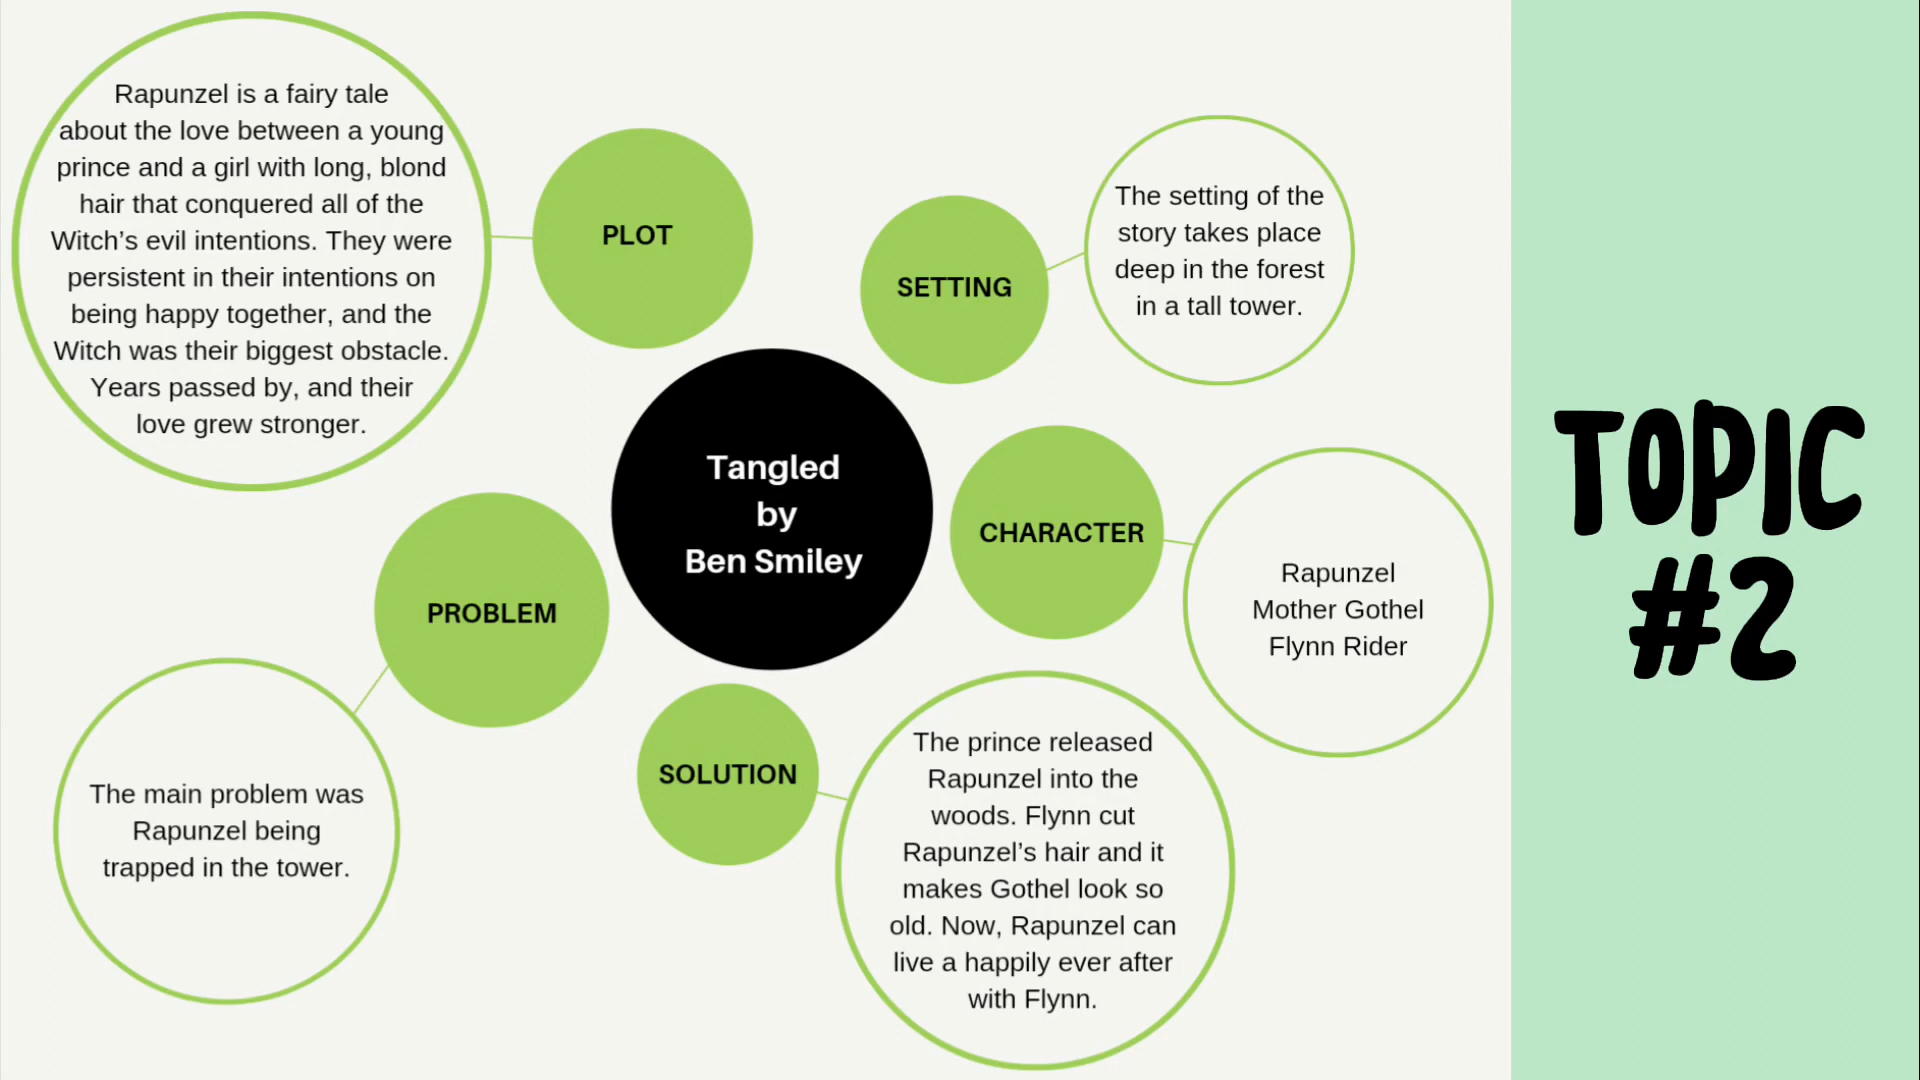 Rapunzel is a fairy tale
about the love between a young
prince and a girl with long, blond
hair that conquered all of the
Witch’s evil intentions. They were
persistent in their intentions on
being happy together, and the
Witch was their biggest obstacle.
Years passed by, and their
love grew stronger.
PLOT
SETTING
The setting of the
story takes place
deep in the forest
in a tall tower.
Tangled
by
Ben Smiley
CHARACTER
Rapunzel
Mother Gothel
Flynn Rider
PROBLEM
The main problem was
Rapunzel being
trapped in the tower.
SOLUTION
The prince released
Rapunzel into the
woods. Flynn cut
Rapunzel’s hair and it
makes Gothel look so
old. Now, Rapunzel can
live a happily ever after
with Flynn.
TOPIC
#2